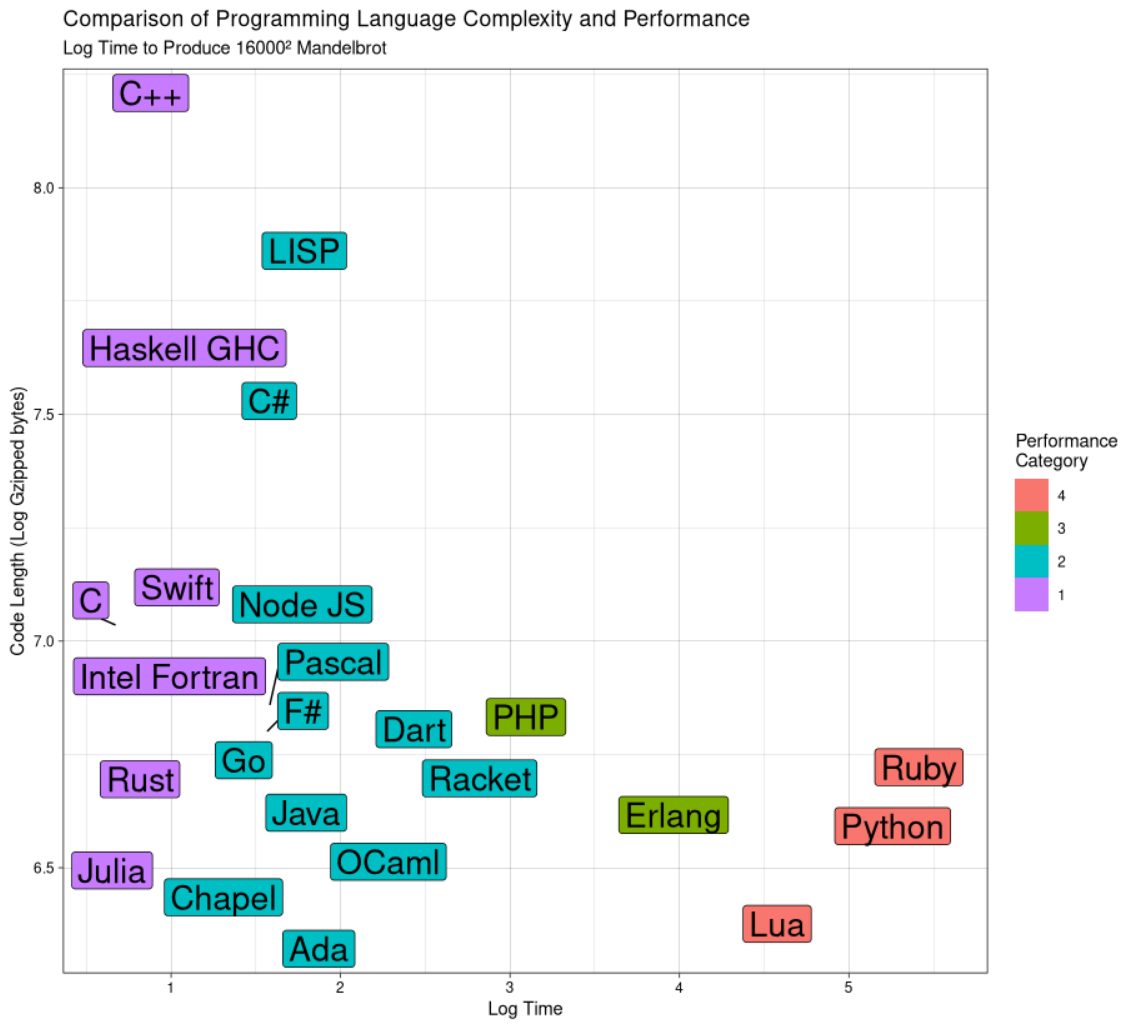 Comparison of Programming Language Complexity and Performance
Log Time to Produce 16000² Mandelbrot
Code Length (Log Gzipped bytes)
8.0
7.5
7.0
6.5
C++
LISP
Haskell GHC
C#
C
Swift
Node JS
Intel Fortran
Pascal
F#
Dart
PHP
Go
Rust
Racket
Ruby
Java
Erlang
Python
Julia
OCaml
Chapel
Lua
Ada
1
2
3
4
5
Log Time
Performance
Category
4
3
2
1